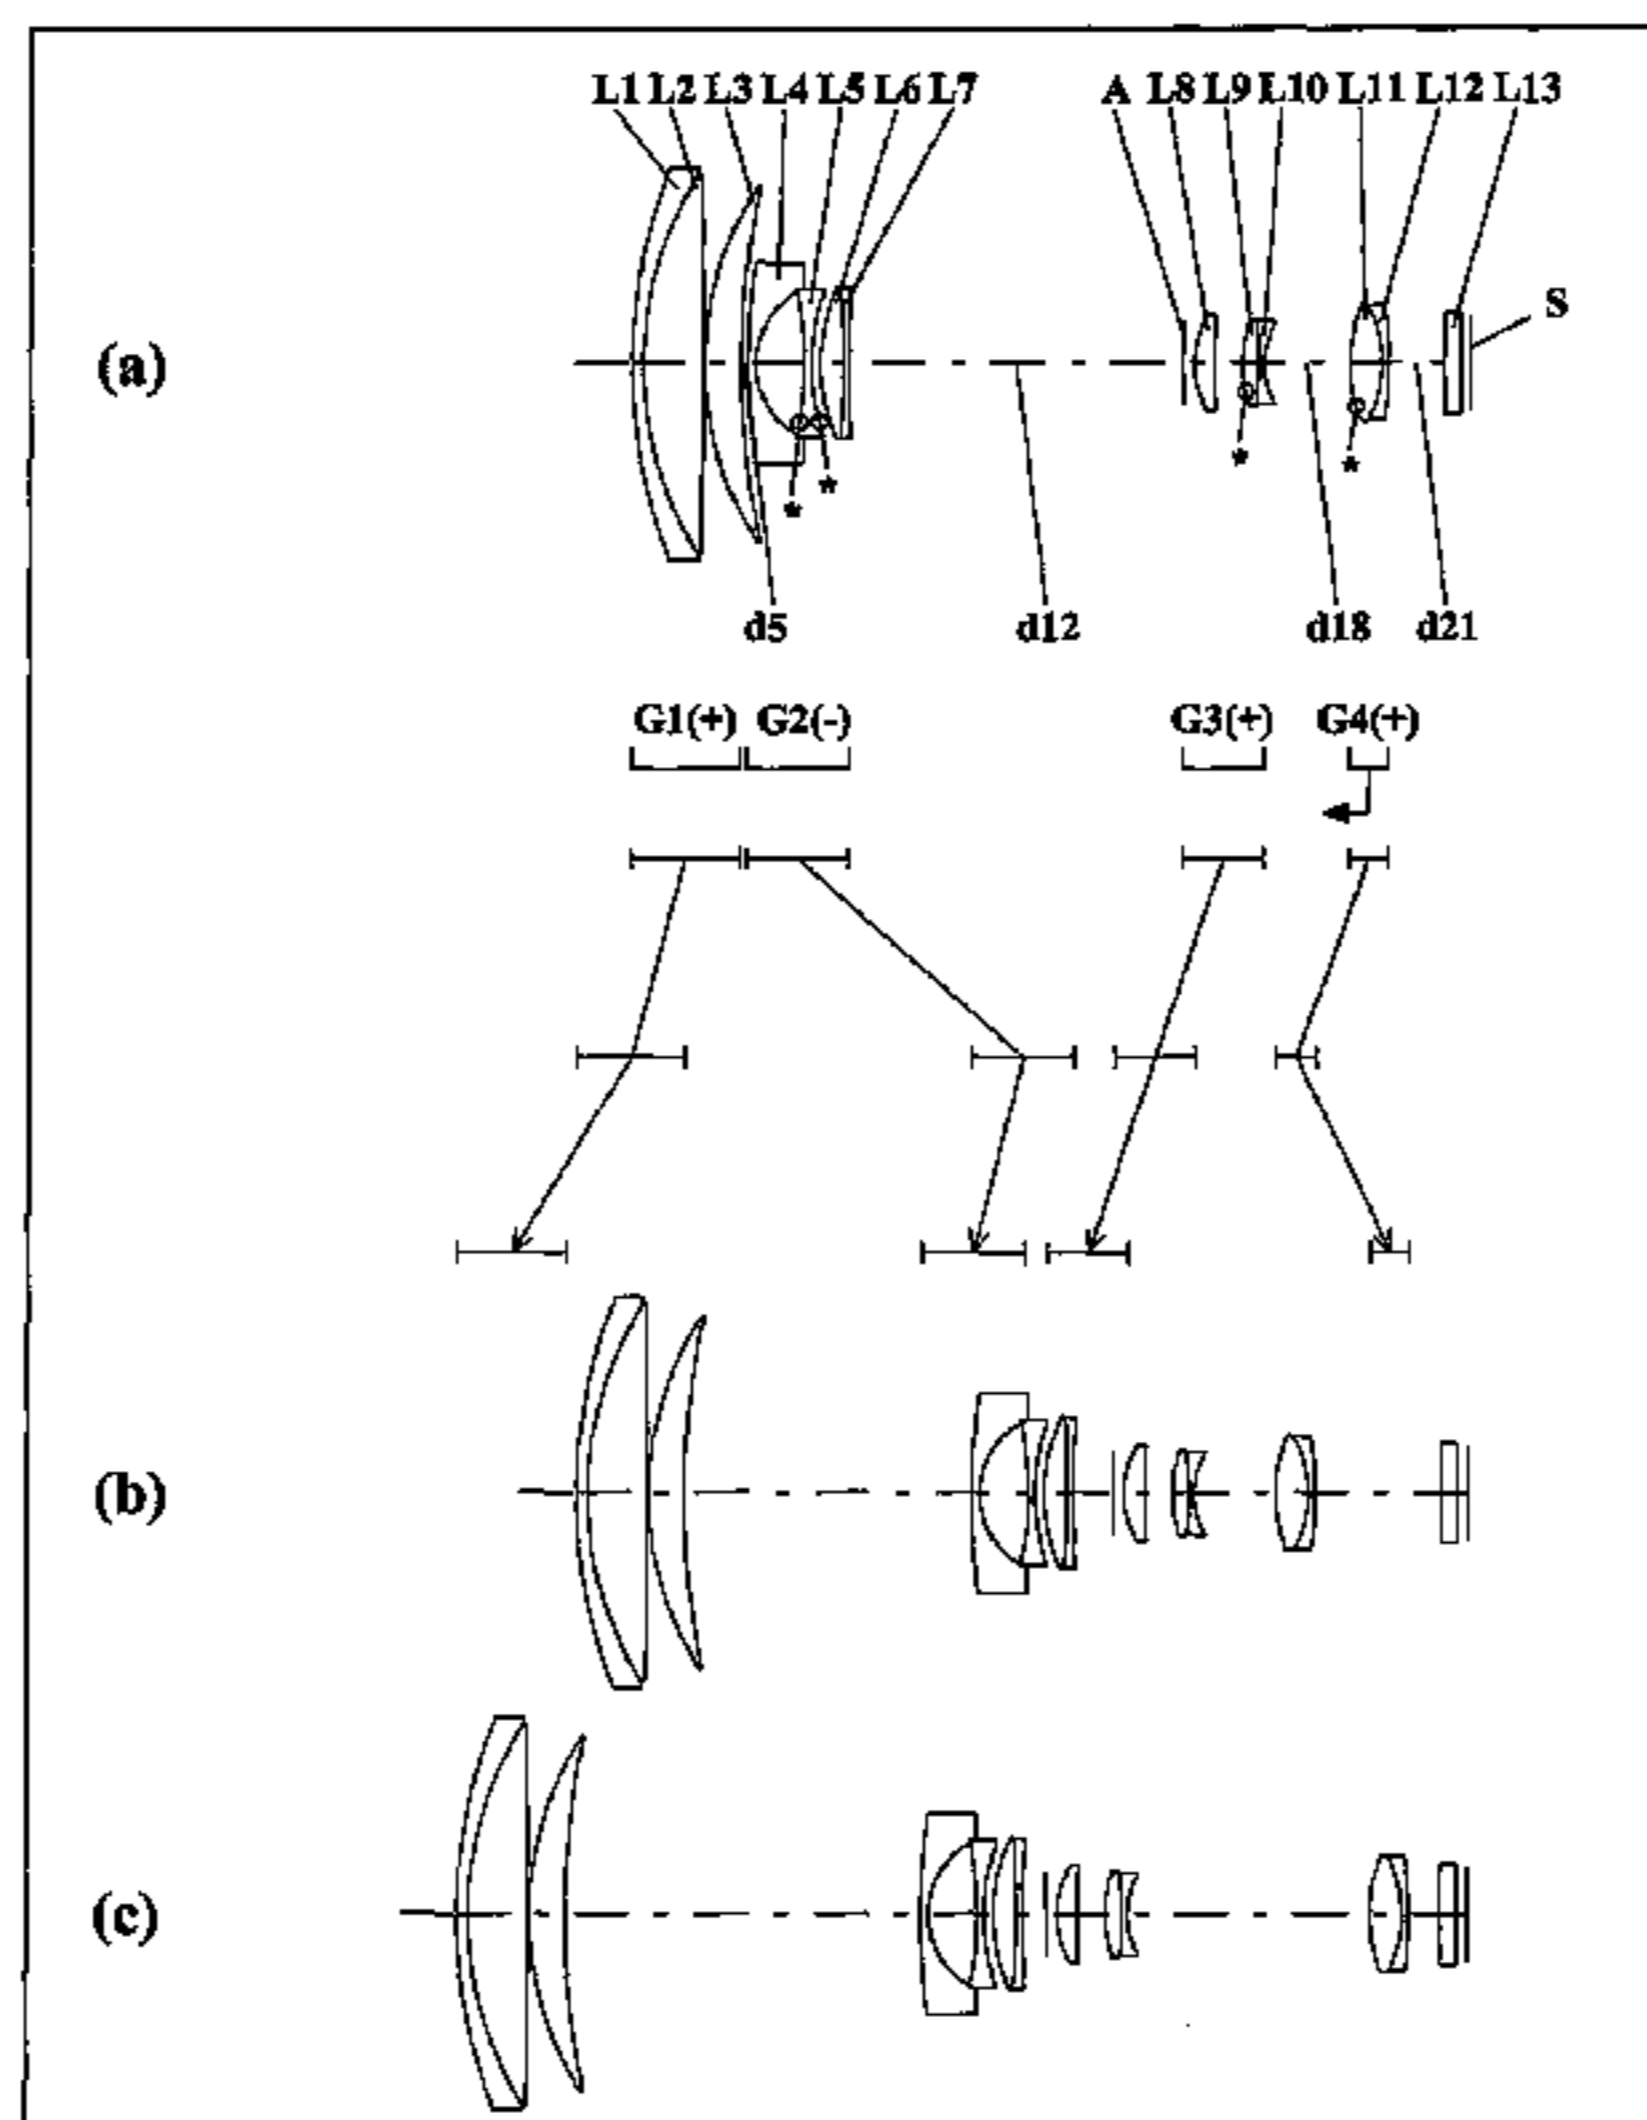 L1 L2 L3 L4 L5 L6 L7 A L8 L9 L10 L11 L12 L13
S
(a)
* * * *
d5 d12 d18 d21
G1(+) G2(-) G3(+) G4(+)
(b)
(c)